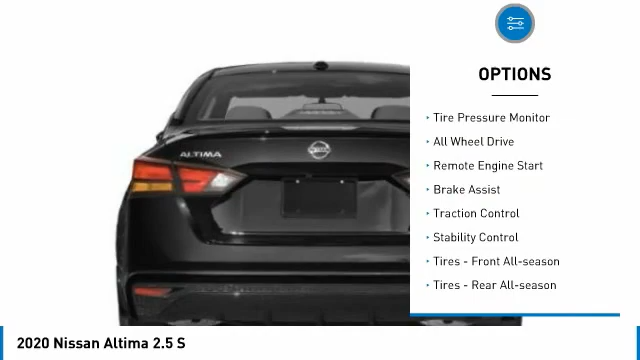 OPTIONS
Tire Pressure Monitor
All Wheel Drive
Remote Engine Start
Brake Assist
Traction Control
Stability Control
Tires - Front All-season
Tires - Rear All-season
ALTIMA
2020 Nissan Altima 2.5 S